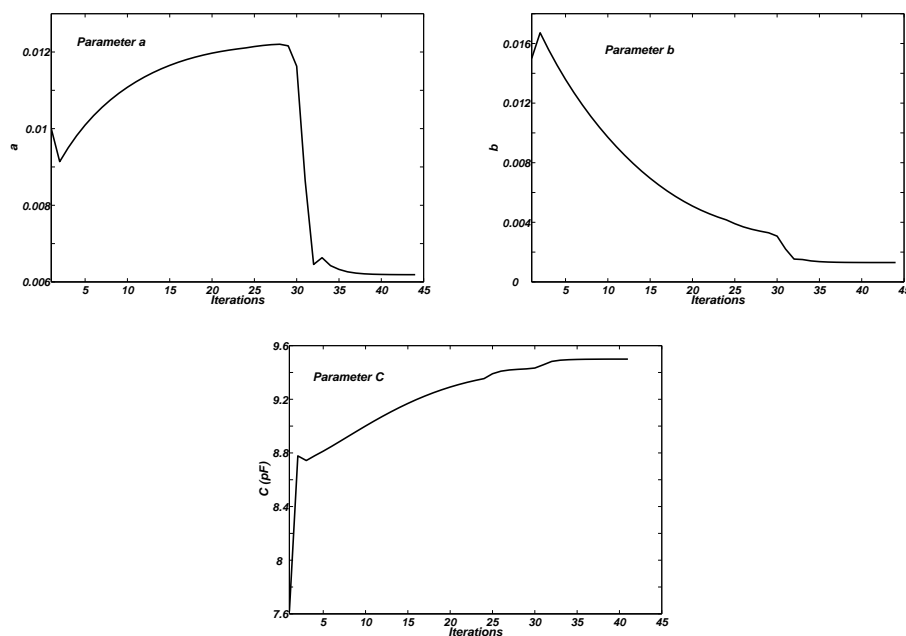 Parameter a
0.012
0.01
0.008
0.006
a
5 10 15 20 25 30 35 40 45
Iterations
Parameter b
0.016
0.012
0.008
0.004
0
b
5 10 15 20 25 30 35 40 45
Iterations
Parameter C
9.6
9.2
8.8
8.4
8
7.6
C (pF)
5 10 15 20 25 30 35 40 45
Iterations